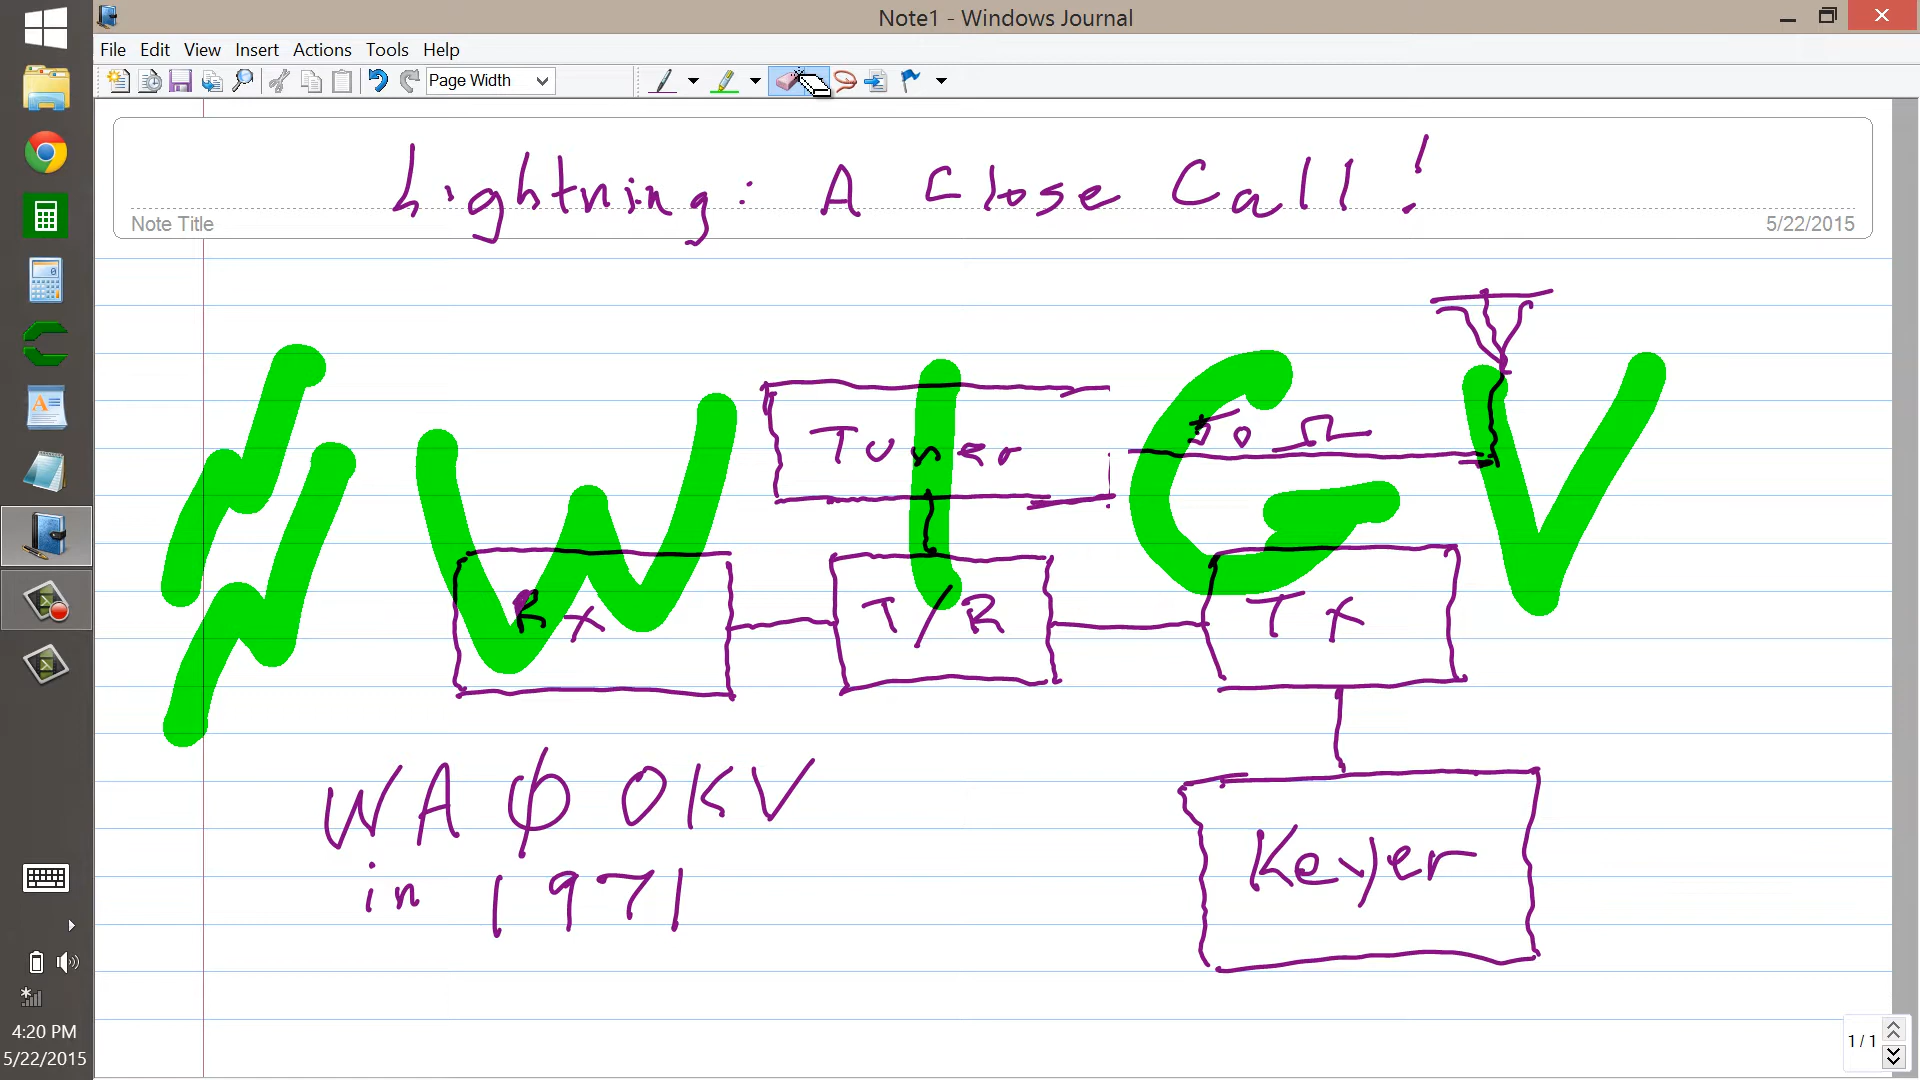 Note1 - Windows Journal
File Edit View Insert Actions Tools Help
Page Width
Lightning: A Close Call!
Note Title
5/22/2015
W1GV
Tuner
50 Ω
Rx
T/R
Tx
WAØOKV
in 1971
Keyer
4:20 PM
5/22/2015
1 / 1